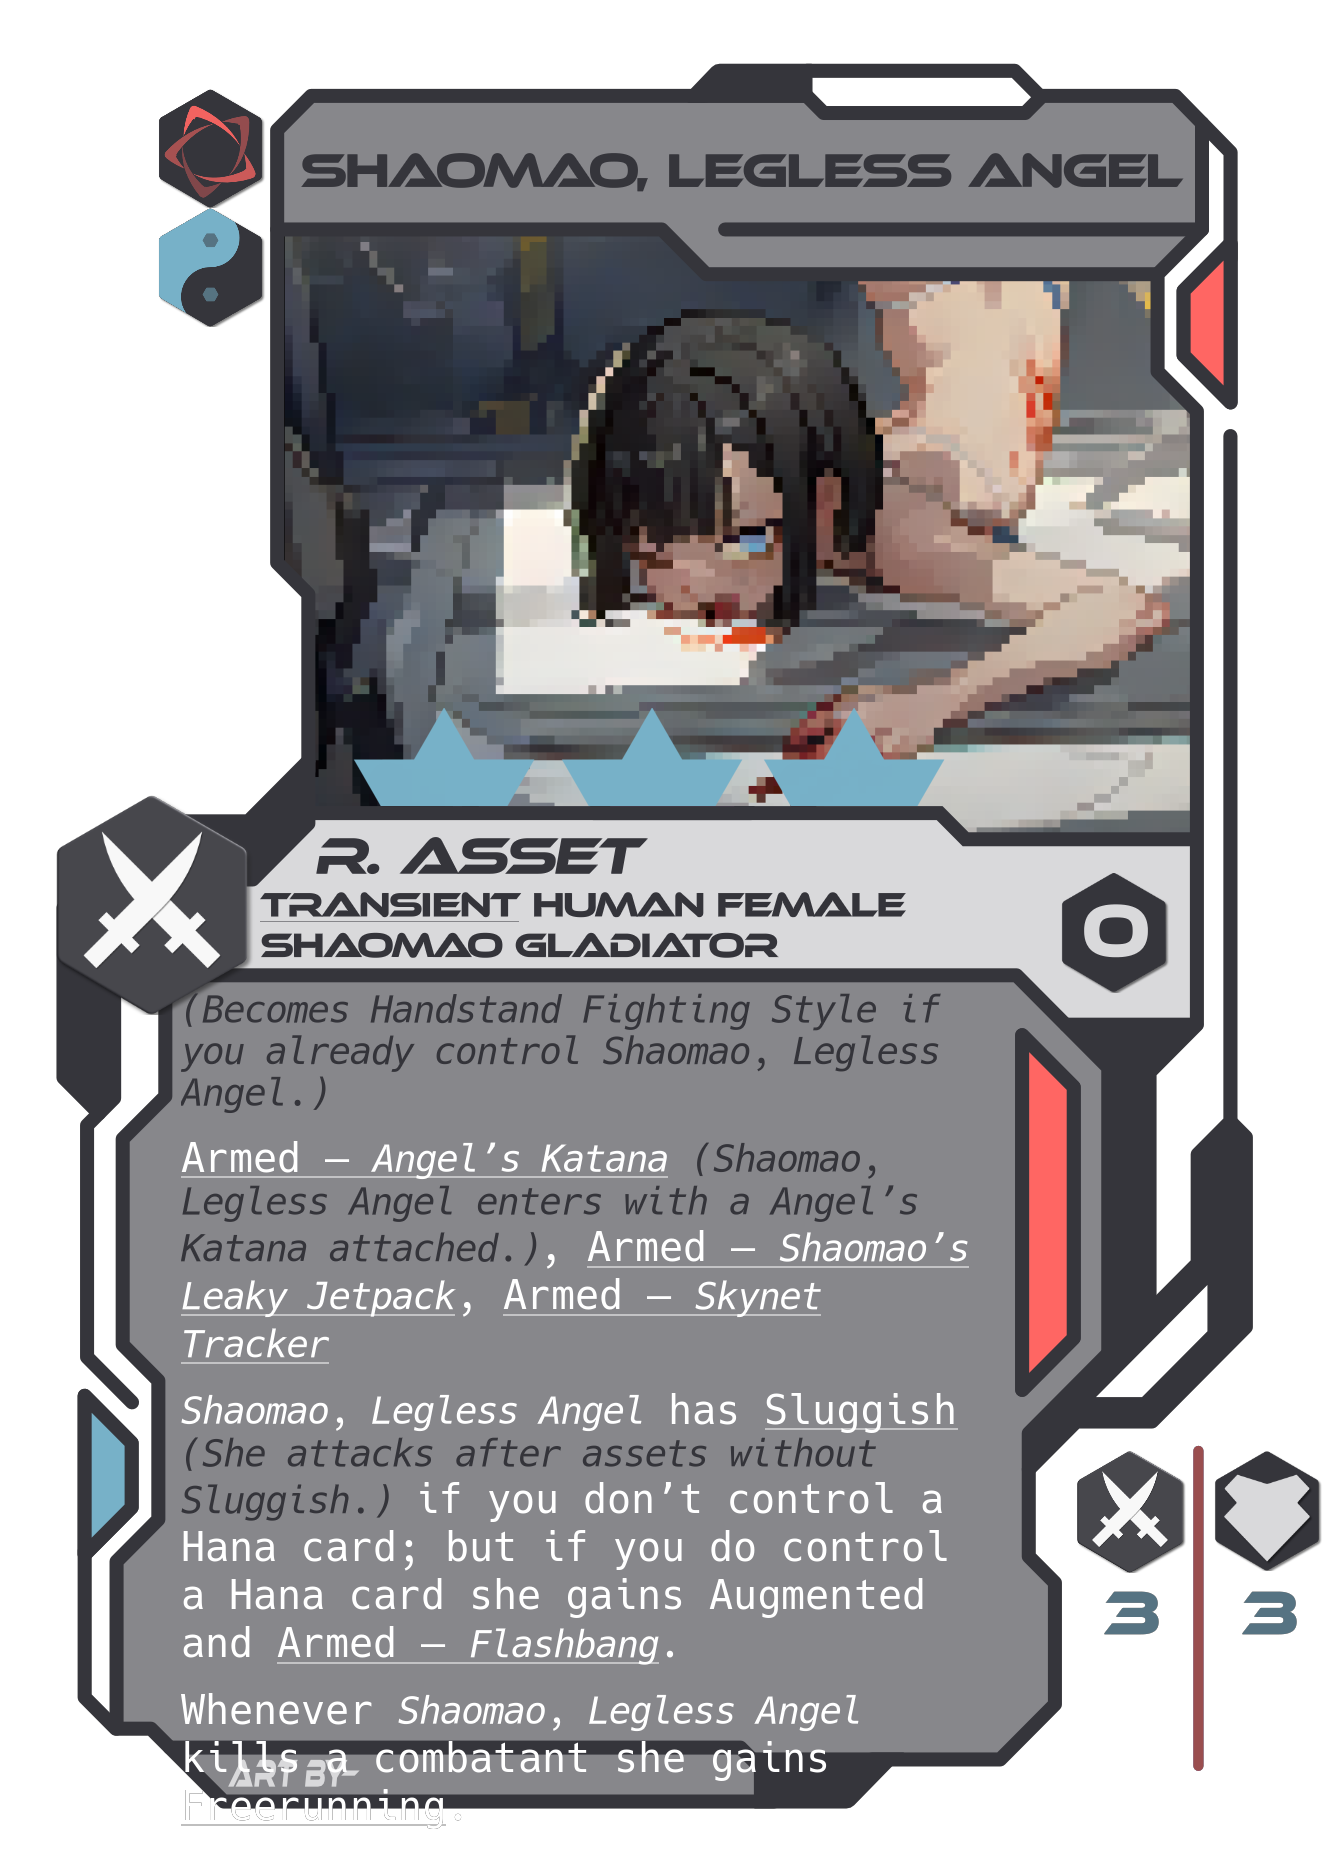 SHAOMAO, LEGLESS ANGEL
R. ASSET
TRANSIENT HUMAN FEMALE
SHAOMAO GLADIATOR
0
(Becomes Handstand Fighting Style if
you already control Shaomao, Legless
Angel.)
Armed – Angel’s Katana (Shaomao,
Legless Angel enters with a Angel’s
Katana attached.), Armed – Shaomao’s
Leaky Jetpack, Armed – Skynet
Tracker
Shaomao, Legless Angel has Sluggish
(She attacks after assets without
Sluggish.) if you don’t control a
Hana card; but if you do control
a Hana card she gains Augmented
and Armed – Flashbang.
Whenever Shaomao, Legless Angel
kills a combatant she gains
Freerunning.
ART BY-
3 3